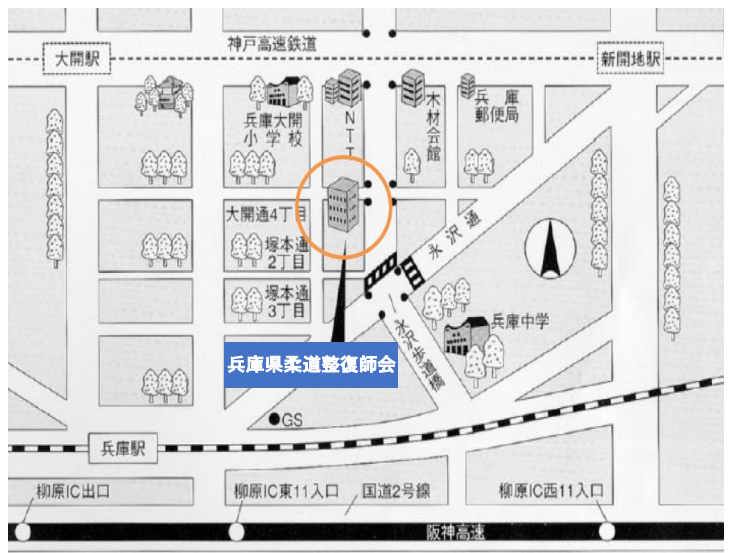 神戸高速鉄道
大開駅
新開地駅
兵庫大開
小学校
NTT
木材会館
兵庫
郵便局
大開通4丁目
塚本通
2丁目
塚本通
3丁目
永沢通
永沢歩道橋
兵庫中学
兵庫県柔道整復師会
GS
兵庫駅
柳原IC出口
柳原IC東11入口
国道2号線
柳原IC西11入口
阪神高速